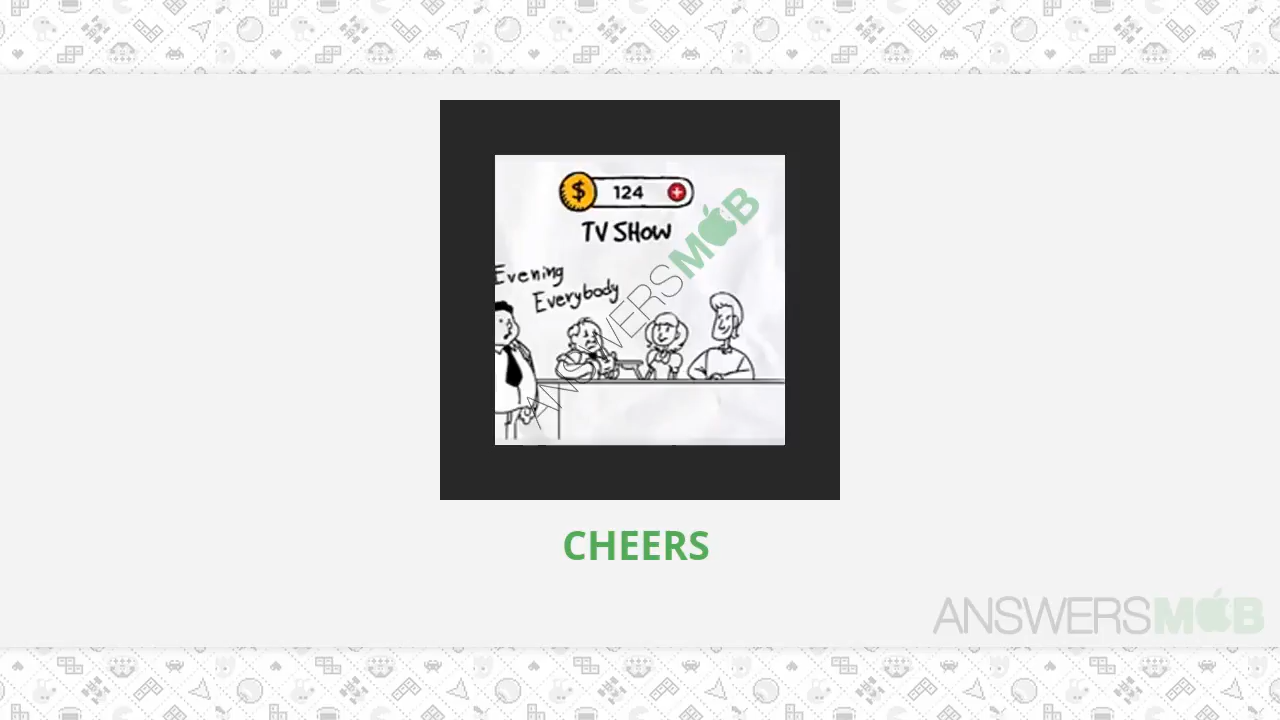 $ 124 +
TV SHOW
Evening
Everybody
ANSWERSMOB
CHEERS
ANSWERSMOB